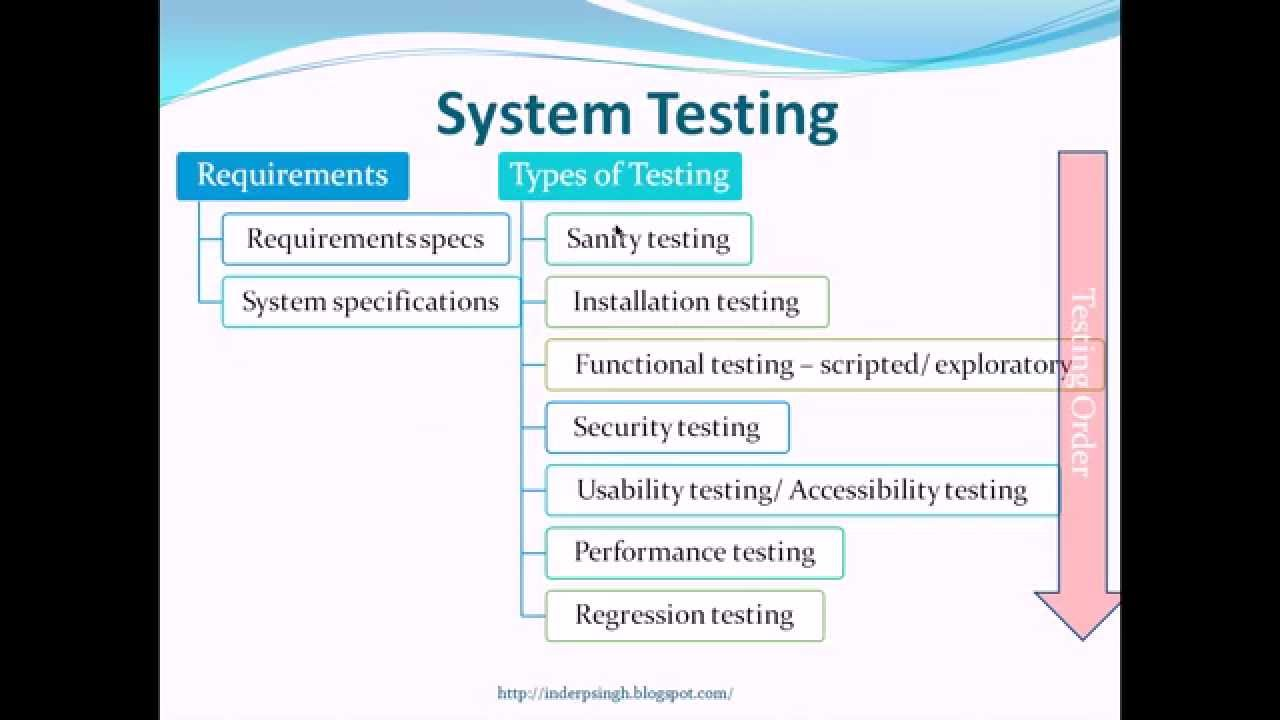 System Testing
Requirements
Requirements specs
System specifications
Types of Testing
Sanity testing
Installation testing
Functional testing – scripted/ exploratory
Security testing
Usability testing/ Accessibility testing
Performance testing
Regression testing
Testing Order
http://inderpsingh.blogspot.com/